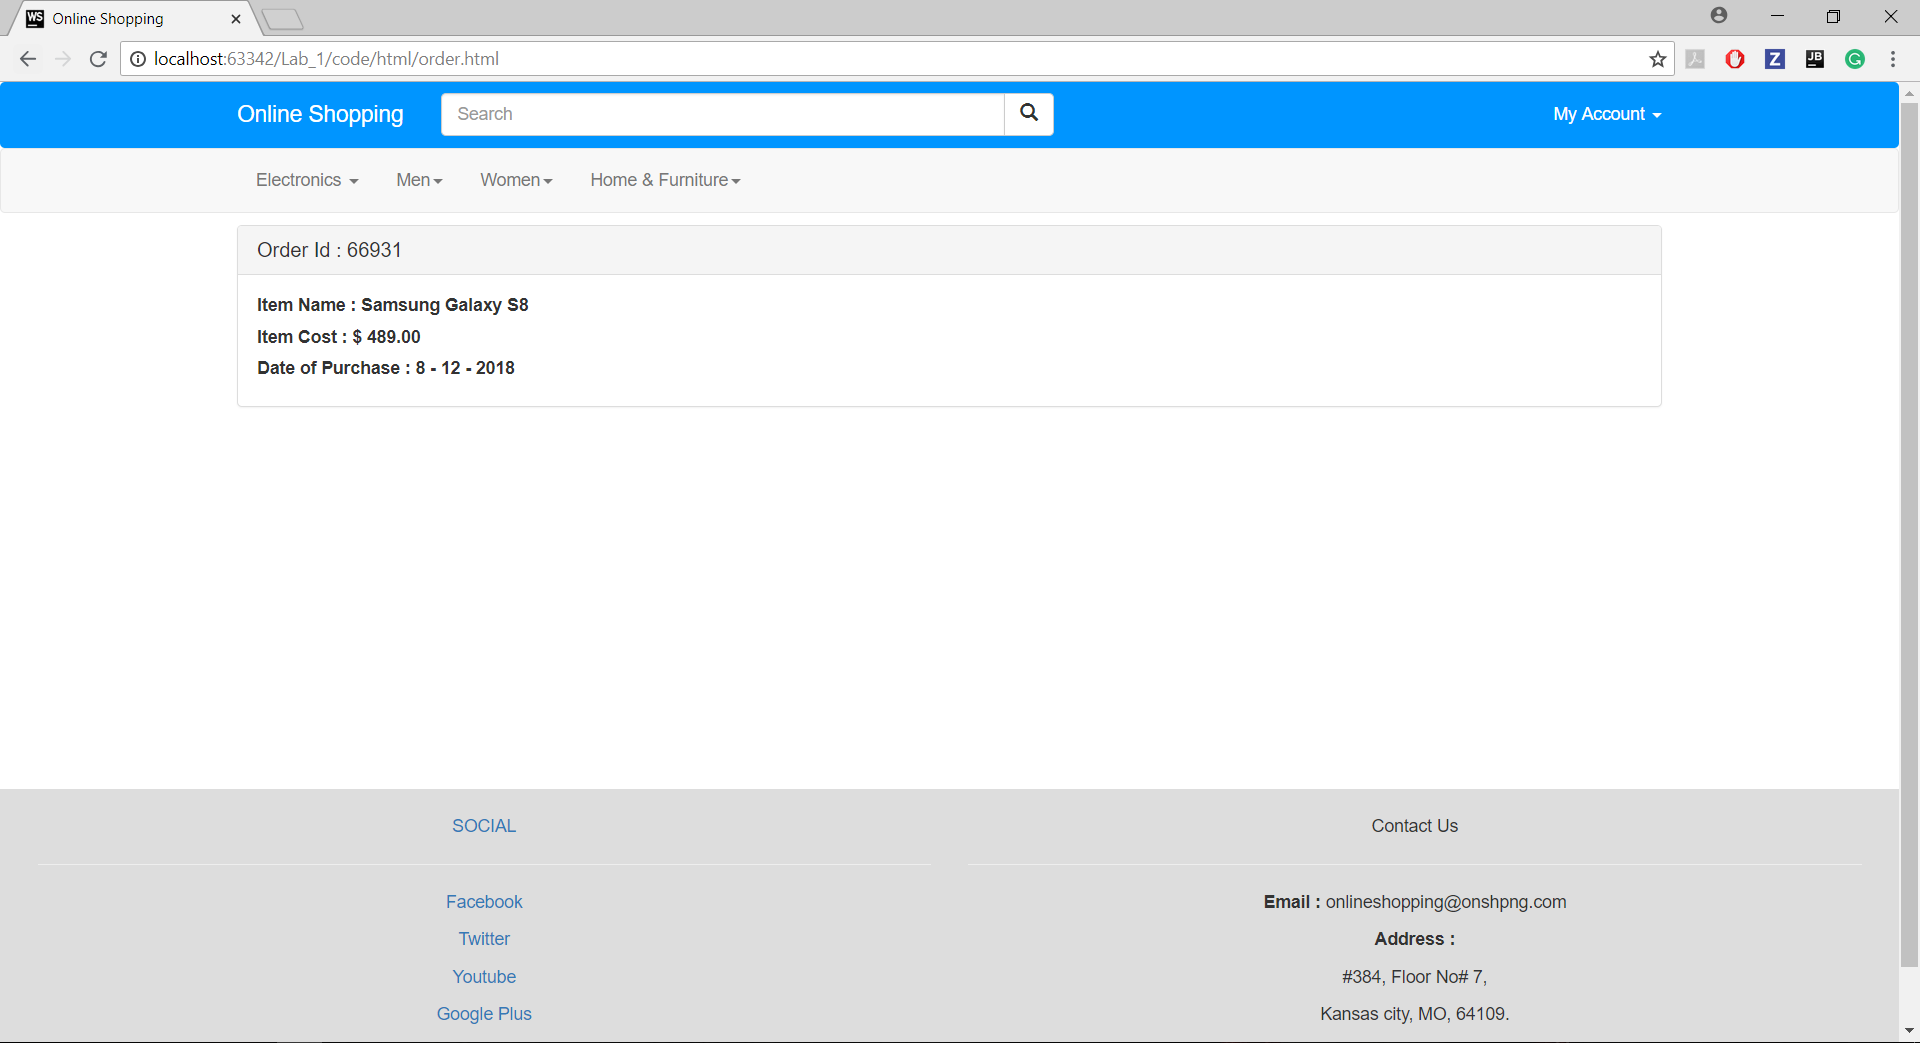 WS Online Shopping
localhost:63342/Lab_1/code/html/order.html
Z JB G
Online Shopping Search My Account
Electronics Men Women Home & Furniture
Order Id : 66931
Item Name : Samsung Galaxy S8
Item Cost : $ 489.00
Date of Purchase : 8 - 12 - 2018
SOCIAL
Facebook
Twitter
Youtube
Google Plus
Contact Us
Email : onlineshopping@onshpng.com
Address :
#384, Floor No# 7,
Kansas city, MO, 64109.